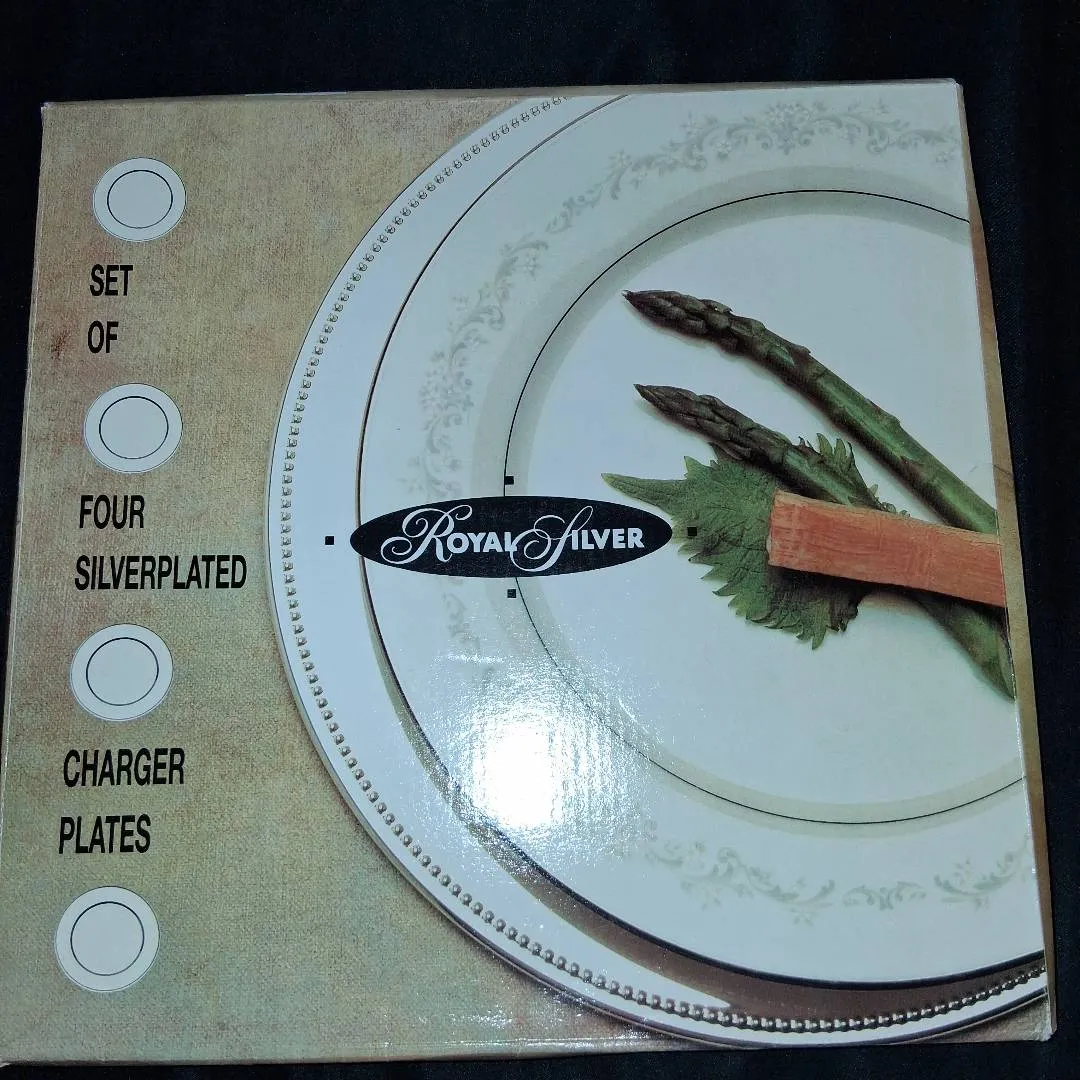 SET
OF
FOUR
SILVERPLATED
CHARGER
PLATES
ROYAL SILVER